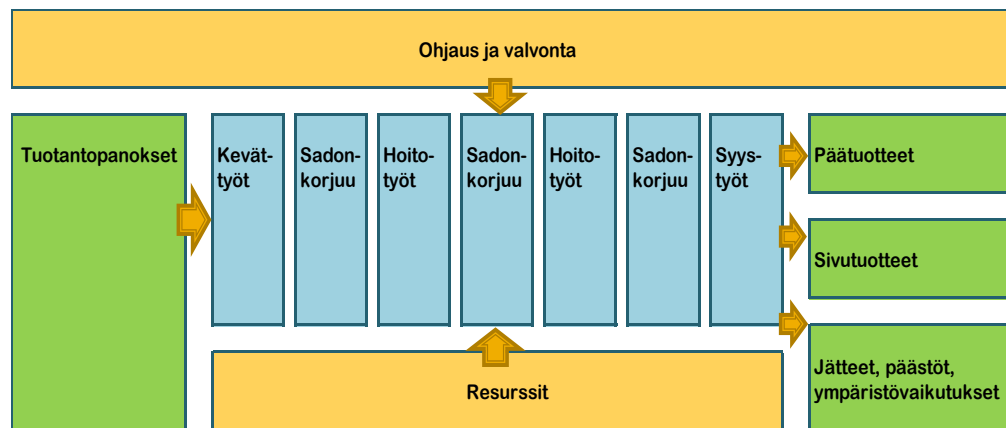 Ohjaus ja valvonta
Tuotantopanokset
Kevät-
työt
Sadon-
korjuu
Hoito-
työt
Sadon-
korjuu
Hoito-
työt
Sadon-
korjuu
Syys-
työt
Päätuotteet
Sivutuotteet
Jätteet, päästöt,
ympäristövaikutukset
Resurssit